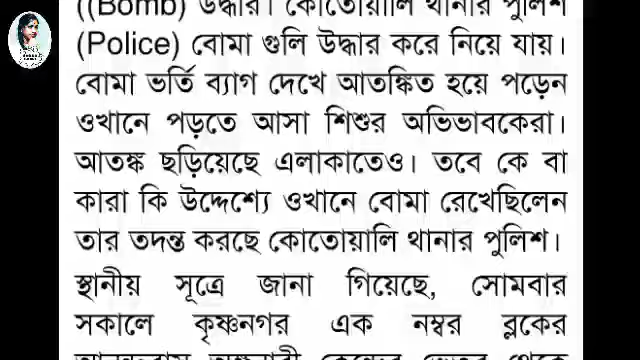 ((Bomb) উদ্ধার। কোতোয়ালি থানার পুলিশ
(Police) বোমা গুলি উদ্ধার করে নিয়ে যায়।
বোমা ভর্তি ব্যাগ দেখে আতঙ্কিত হয়ে পড়েন
ওখানে পড়তে আসা শিশুর অভিভাবকেরা।
আতঙ্ক ছড়িয়েছে এলাকাতেও। তবে কে বা
কারা কি উদ্দেশ্যে ওখানে বোমা রেখেছিলেন
তার তদন্ত করছে কোতোয়ালি থানার পুলিশ।
স্থানীয় সূত্রে জানা গিয়েছে, সোমবার
সকালে কৃষ্ণনগর এক নম্বর ব্লকের